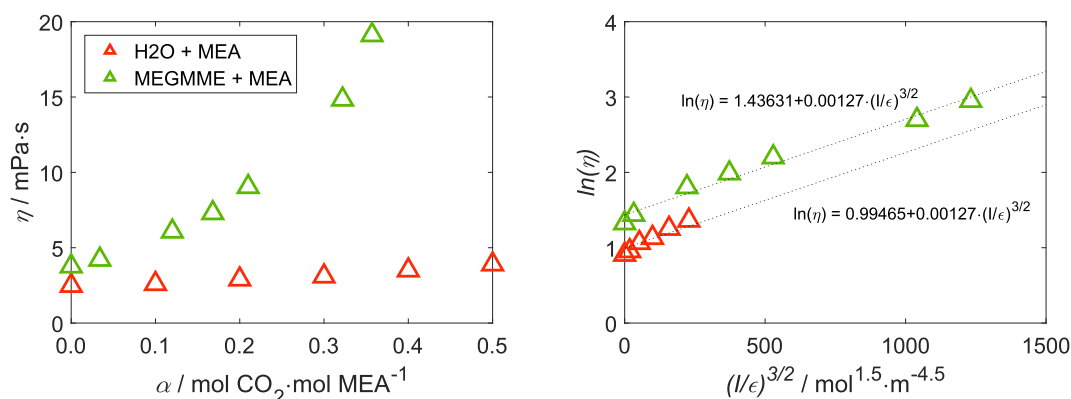 20
15
10
5
0
η / mPa·s
H2O + MEA
MEGMME + MEA
0.0 0.1 0.2 0.3 0.4 0.5
α / mol CO₂·mol MEA⁻¹
4
3
2
1
0
ln(η)
ln(η) = 1.43631+0.00127·(I/ϵ)^3/2
ln(η) = 0.99465+0.00127·(I/ϵ)^3/2
0 500 1000 1500
(I/ϵ)^3/2 / mol^1.5·m^-4.5